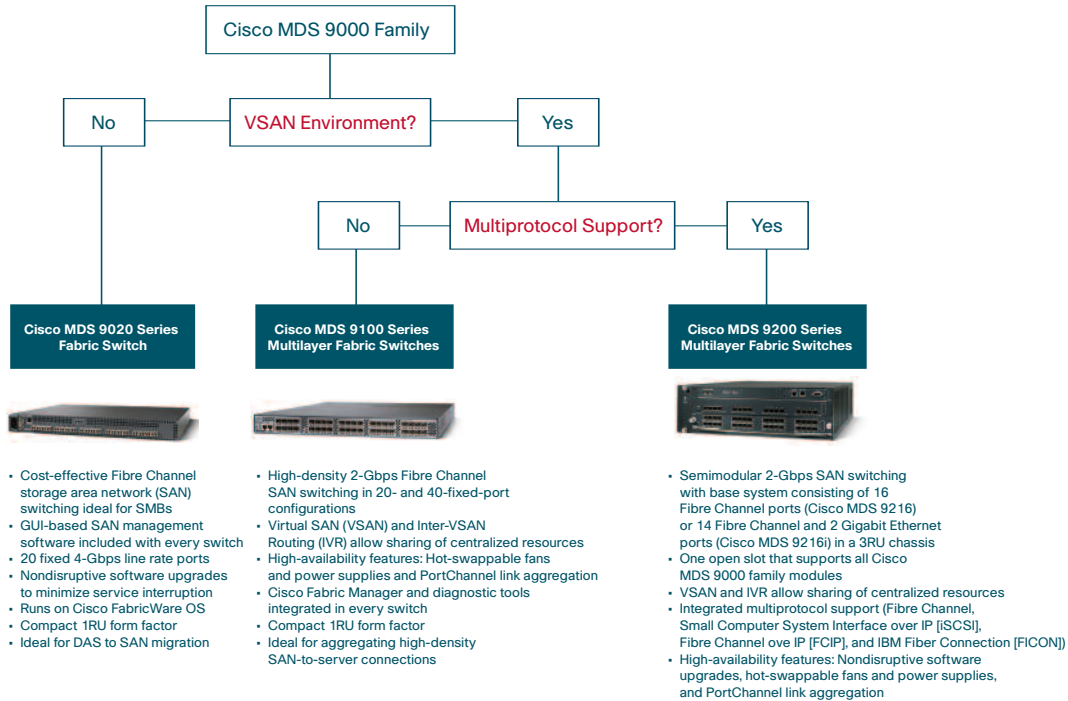 Cisco MDS 9000 Family
No
VSAN Environment?
Yes
No
Multiprotocol Support?
Yes
Cisco MDS 9020 Series
Fabric Switch
Cisco MDS 9100 Series
Multilayer Fabric Switches
Cisco MDS 9200 Series
Multilayer Fabric Switches
▪ Cost-effective Fibre Channel
storage area network (SAN)
switching ideal for SMBs
▪ GUI-based SAN management
software included with every switch
▪ 20 fixed 4-Gbps line rate ports
▪ Nondisruptive software upgrades
to minimize service interruption
▪ Runs on Cisco FabricWare OS
▪ Compact 1RU form factor
▪ Ideal for DAS to SAN migration
▪ High-density 2-Gbps Fibre Channel
SAN switching in 20- and 40-fixed-port
configurations
▪ Virtual SAN (VSAN) and Inter-VSAN
Routing (IVR) allow sharing of centralized resources
▪ High-availability features: Hot-swappable fans
and power supplies and PortChannel link aggregation
▪ Cisco Fabric Manager and diagnostic tools
integrated in every switch
▪ Compact 1RU form factor
▪ Ideal for aggregating high-density
SAN-to-server connections
▪ Semimodular 2-Gbps SAN switching
with base system consisting of 16
Fibre Channel ports (Cisco MDS 9216)
or 14 Fibre Channel and 2 Gigabit Ethernet
ports (Cisco MDS 9216i) in a 3RU chassis
▪ One open slot that supports all Cisco
MDS 9000 family modules
▪ VSAN and IVR allow sharing of centralized resources
▪ Integrated multiprotocol support (Fibre Channel,
Small Computer System Interface over IP [iSCSI],
Fibre Channel ove IP [FCIP], and IBM Fiber Connection [FICON])
▪ High-availability features: Nondisruptive software
upgrades, hot-swappable fans and power supplies,
and PortChannel link aggregation